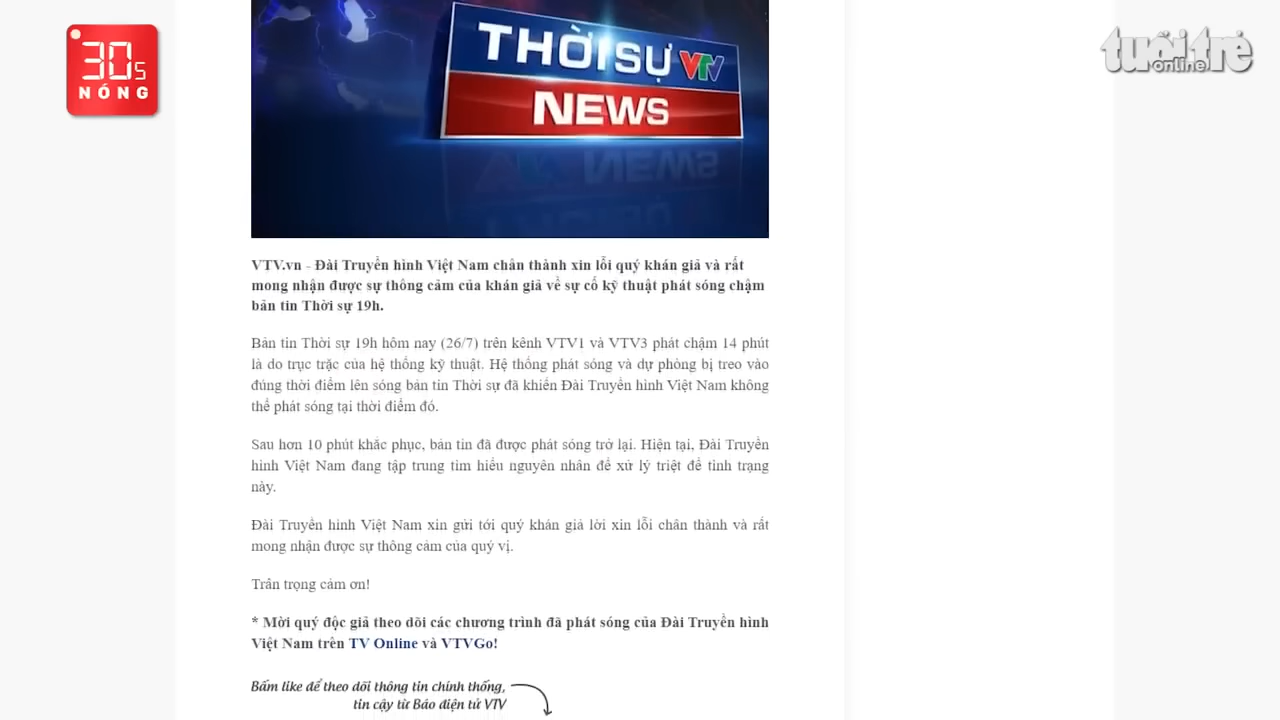 30s
NÓNG
tuổi trẻ
online
THỜI SỰ VTV
NEWS
VTV.vn - Đài Truyền hình Việt Nam chân thành xin lỗi quý khán giả và rất
mong nhận được sự thông cảm của khán giả về sự cố kỹ thuật phát sóng chậm
bản tin Thời sự 19h.
Bản tin Thời sự 19h hôm nay (26/7) trên kênh VTV1 và VTV3 phát chậm 14 phút
là do trục trặc của hệ thống kỹ thuật. Hệ thống phát sóng và dự phòng bị treo vào
đúng thời điểm lên sóng bản tin Thời sự đã khiến Đài Truyền hình Việt Nam không
thể phát sóng tại thời điểm đó.
Sau hơn 10 phút khắc phục, bản tin đã được phát sóng trở lại. Hiện tại, Đài Truyền
hình Việt Nam đang tập trung tìm hiểu nguyên nhân để xử lý triệt để tình trạng
này.
Đài Truyền hình Việt Nam xin gửi tới quý khán giả lời xin lỗi chân thành và rất
mong nhận được sự thông cảm của quý vị.
Trân trọng cảm ơn!
* Mời quý độc giả theo dõi các chương trình đã phát sóng của Đài Truyền hình
Việt Nam trên TV Online và VTVGo!
Bấm like để theo dõi thông tin chính thống,
tin cậy từ Báo điện tử VTV